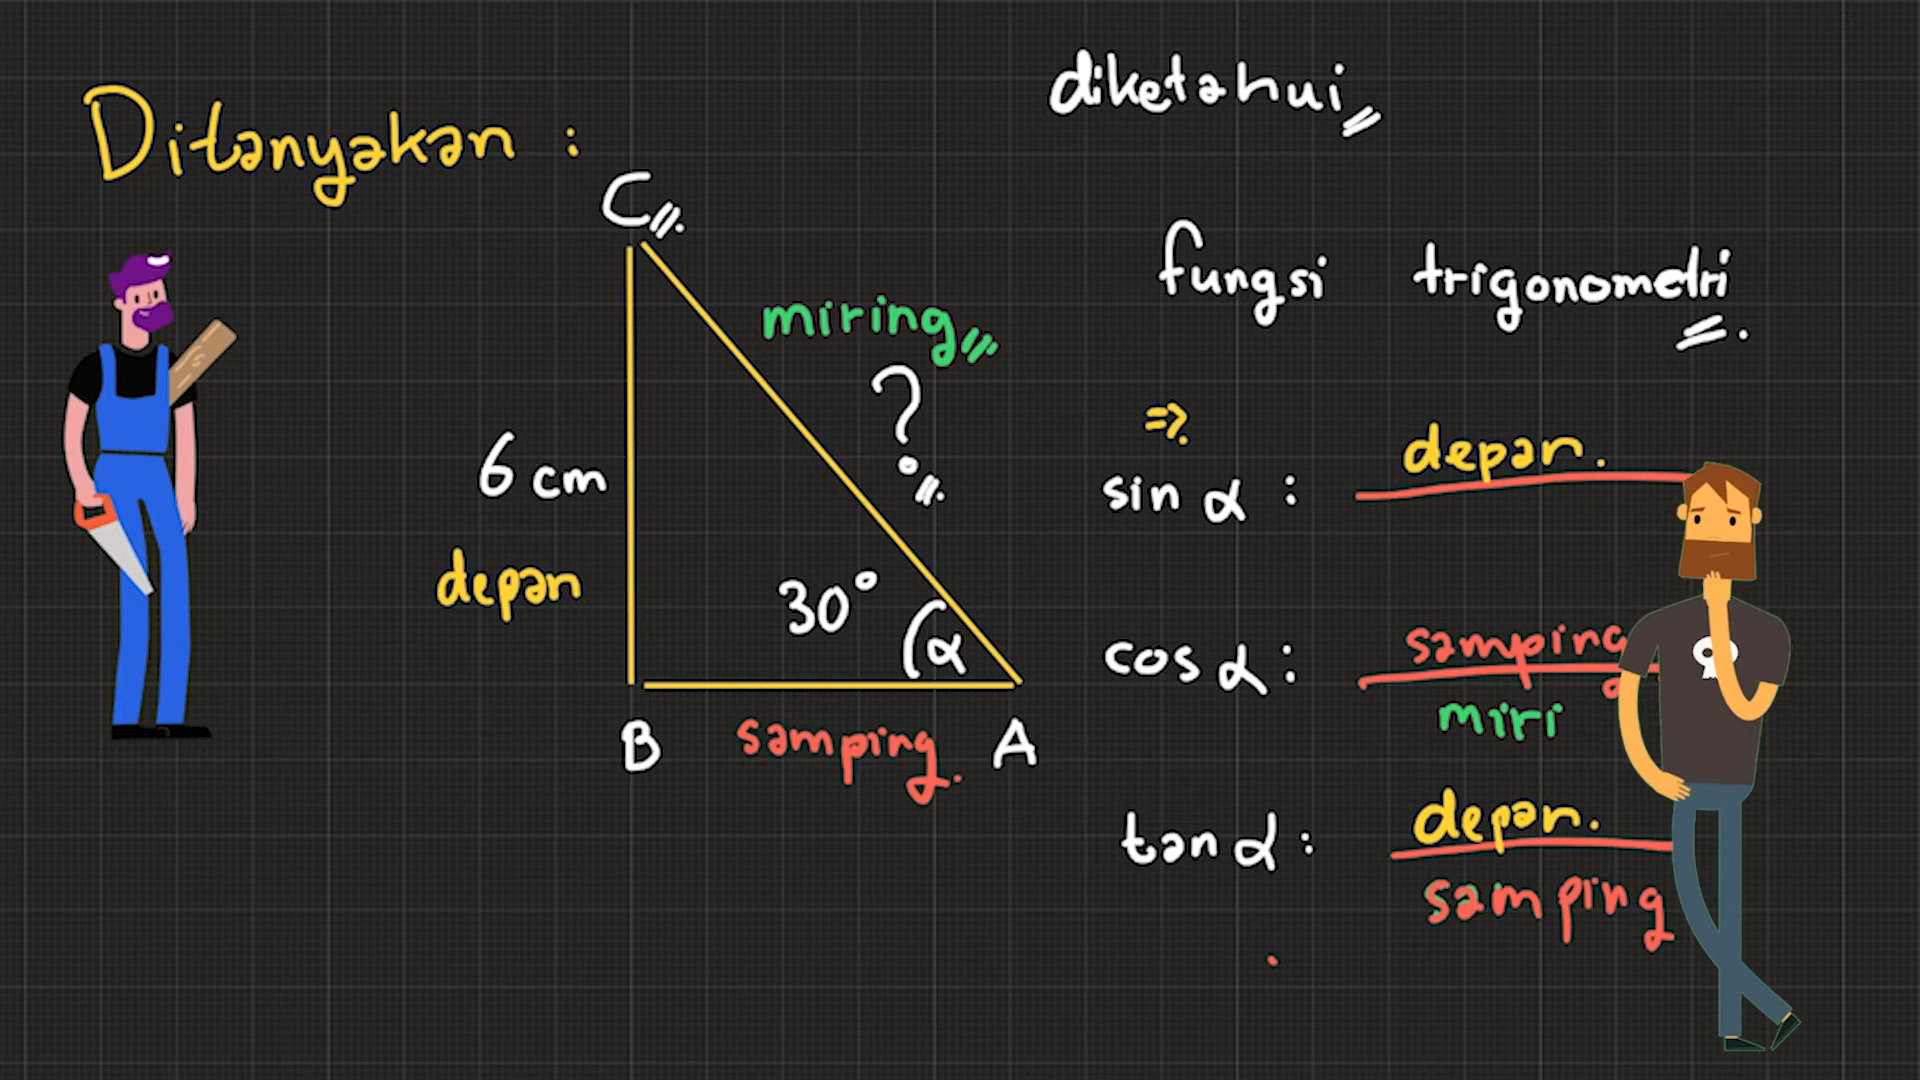 Ditanyakan :
C
miring
?
6 cm
depan
30°
α
B
samping.
A
diketahui
fungsi trigonometri
⇒
sin α : depan.
cos α : samping
miri
tan α : depan.
samping